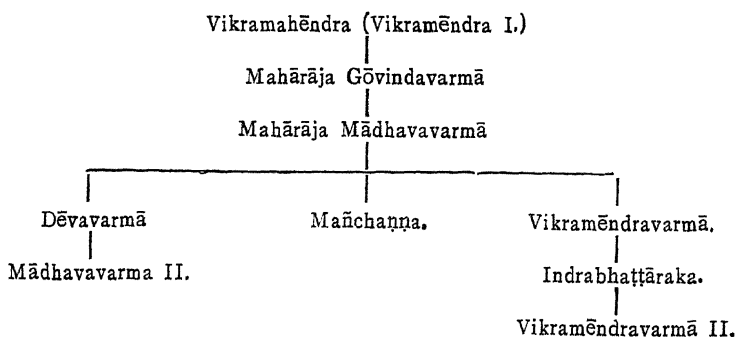 Vikramahēndra (Vikramēndra I.)
Mahārāja Gōvindavarmā
Mahārāja Mādhavavarmā
Dēvavarmā Mañchaṇṇa. Vikramēndravarmā.
Mādhavavarma II. Indrabhaṭṭāraka.
Vikramēndravarmā II.